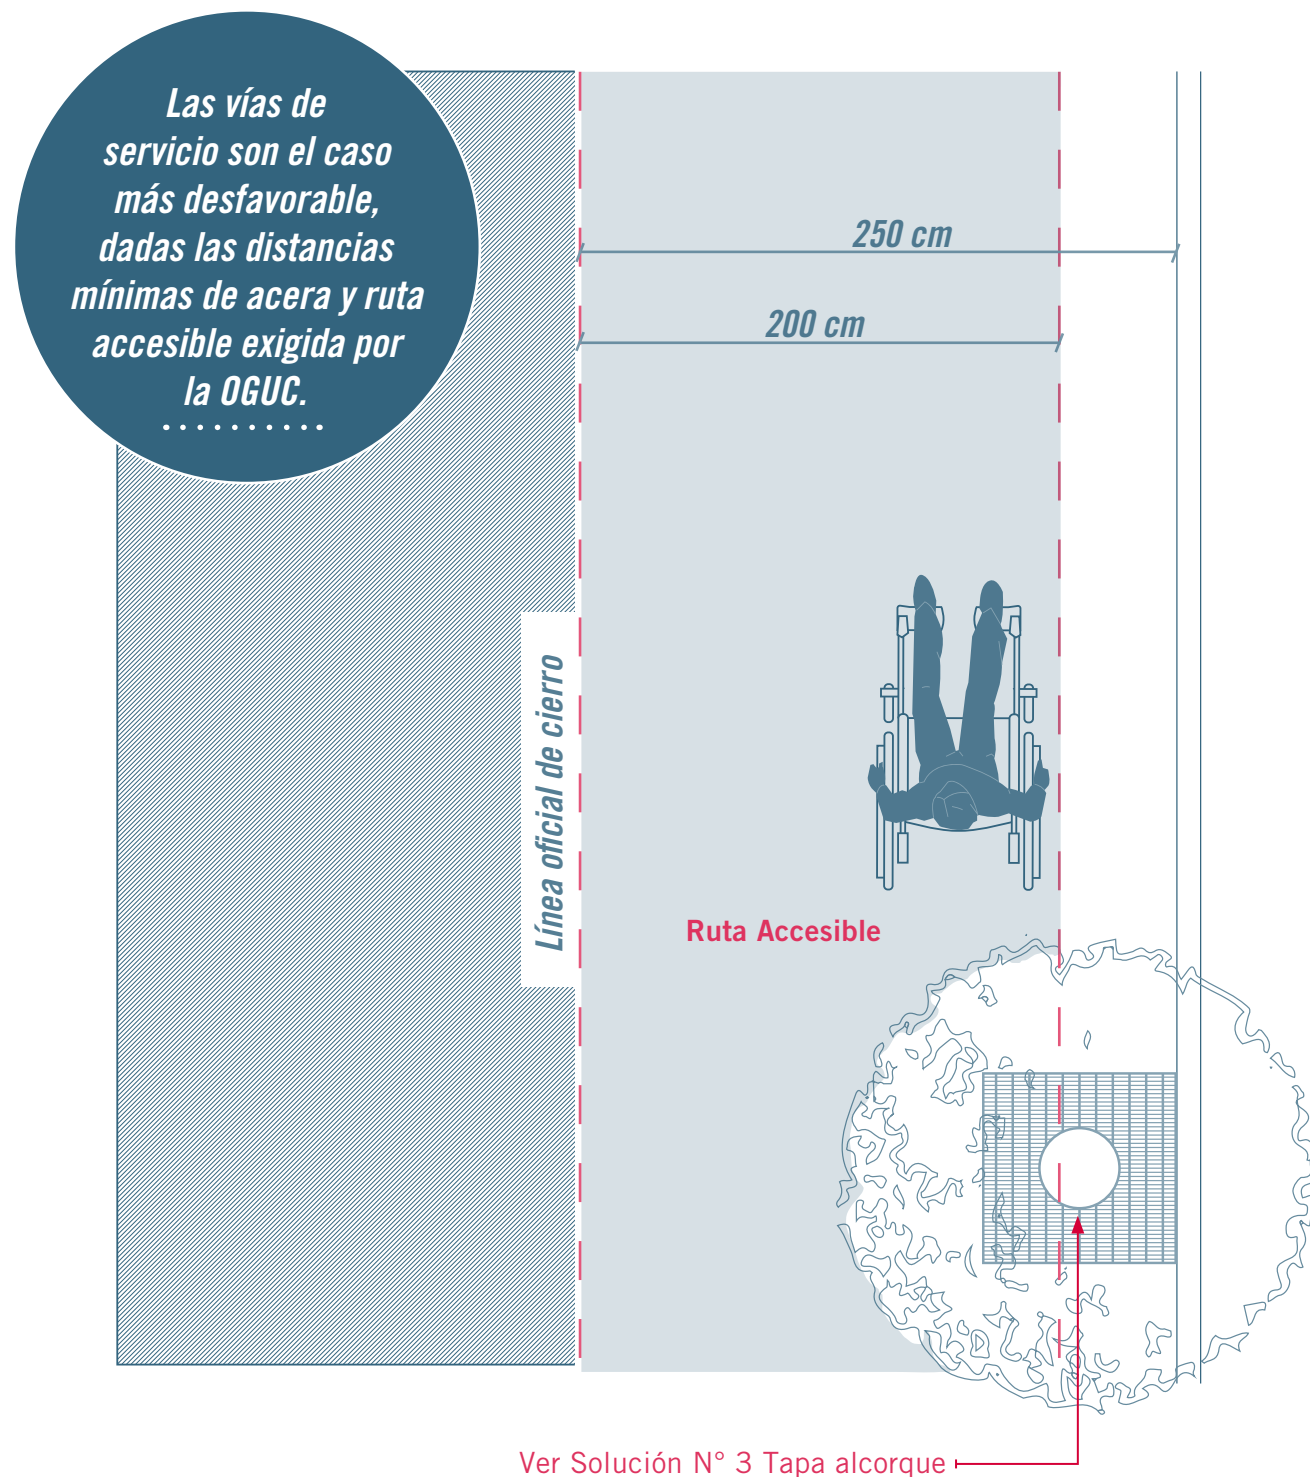 Las vías de
servicio son el caso
más desfavorable,
dadas las distancias
mínimas de acera y ruta
accesible exigida por
la OGUC.
250 cm
200 cm
Línea oficial de cierro
Ruta Accesible
Ver Solución N° 3 Tapa alcorque